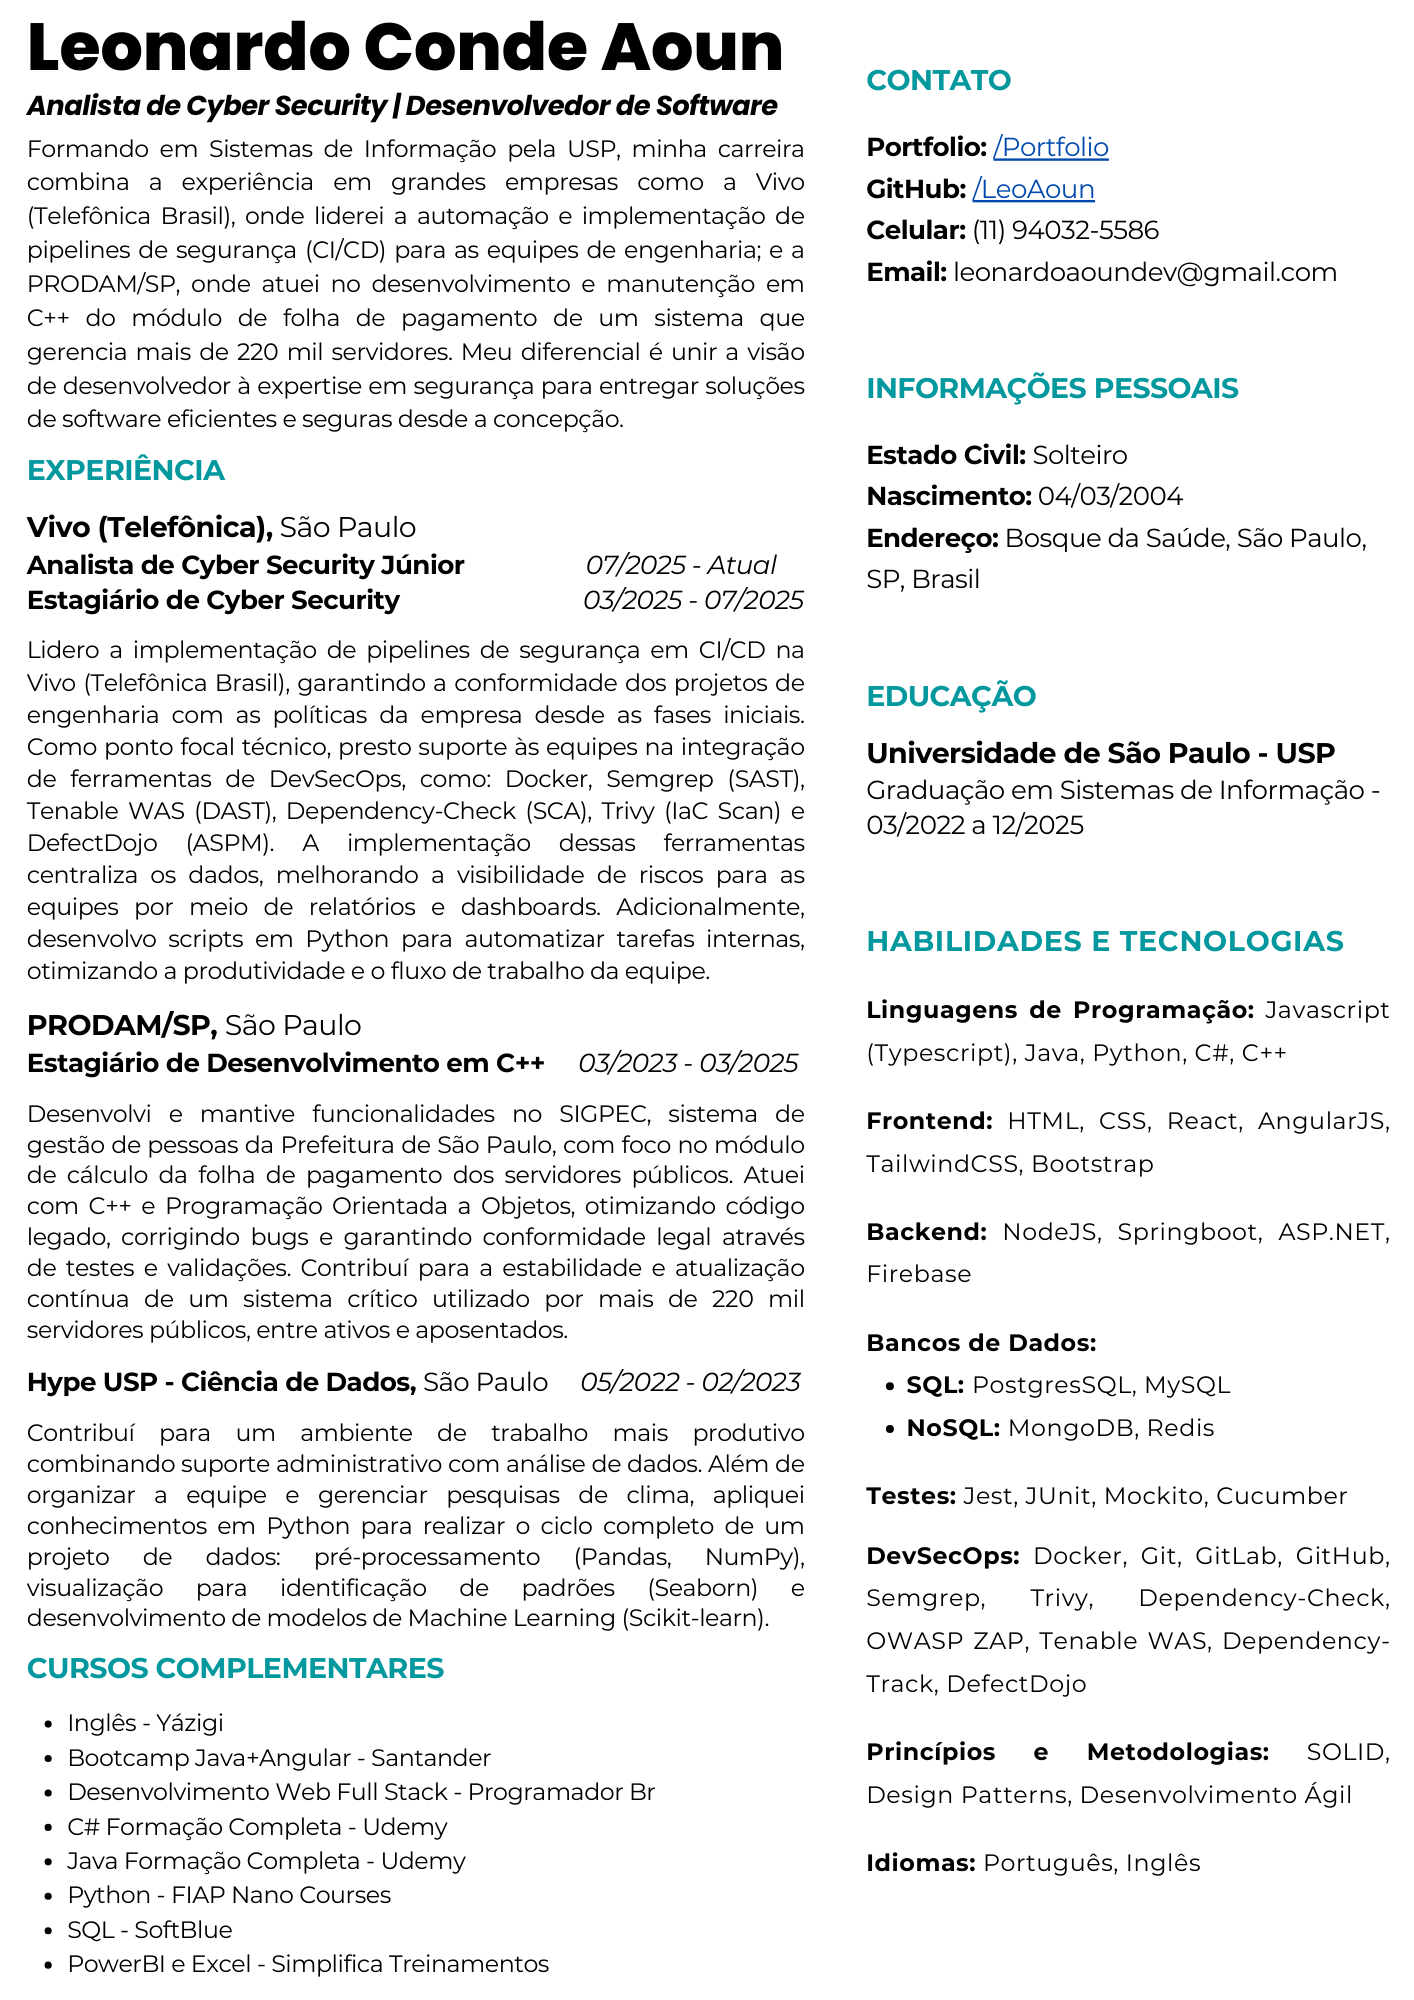 Leonardo Conde Aoun
Analista de Cyber Security | Desenvolvedor de Software
Formando em Sistemas de Informação pela USP, minha carreira
combina a experiência em grandes empresas como a Vivo
(Telefônica Brasil), onde liderei a automação e implementação de
pipelines de segurança (CI/CD) para as equipes de engenharia; e a
PRODAM/SP, onde atuei no desenvolvimento e manutenção em
C++ do módulo de folha de pagamento de um sistema que
gerencia mais de 220 mil servidores. Meu diferencial é unir a visão
de desenvolvedor à expertise em segurança para entregar soluções
de software eficientes e seguras desde a concepção.
EXPERIÊNCIA
Vivo (Telefônica), São Paulo
Analista de Cyber Security Júnior 07/2025 - Atual
Estagiário de Cyber Security 03/2025 - 07/2025
Lidero a implementação de pipelines de segurança em CI/CD na
Vivo (Telefônica Brasil), garantindo a conformidade dos projetos de
engenharia com as políticas da empresa desde as fases iniciais.
Como ponto focal técnico, presto suporte às equipes na integração
de ferramentas de DevSecOps, como: Docker, Semgrep (SAST),
Tenable WAS (DAST), Dependency-Check (SCA), Trivy (IaC Scan) e
DefectDojo (ASPM). A implementação dessas ferramentas
centraliza os dados, melhorando a visibilidade de riscos para as
equipes por meio de relatórios e dashboards. Adicionalmente,
desenvolvo scripts em Python para automatizar tarefas internas,
otimizando a produtividade e o fluxo de trabalho da equipe.
PRODAM/SP, São Paulo
Estagiário de Desenvolvimento em C++ 03/2023 - 03/2025
Desenvolvi e mantive funcionalidades no SIGPEC, sistema de
gestão de pessoas da Prefeitura de São Paulo, com foco no módulo
de cálculo da folha de pagamento dos servidores públicos. Atuei
com C++ e Programação Orientada a Objetos, otimizando código
legado, corrigindo bugs e garantindo conformidade legal através
de testes e validações. Contribuí para a estabilidade e atualização
contínua de um sistema crítico utilizado por mais de 220 mil
servidores públicos, entre ativos e aposentados.
Hype USP - Ciência de Dados, São Paulo 05/2022 - 02/2023
Contribuí para um ambiente de trabalho mais produtivo
combinando suporte administrativo com análise de dados. Além de
organizar a equipe e gerenciar pesquisas de clima, apliquei
conhecimentos em Python para realizar o ciclo completo de um
projeto de dados: pré-processamento (Pandas, NumPy),
visualização para identificação de padrões (Seaborn) e
desenvolvimento de modelos de Machine Learning (Scikit-learn).
CURSOS COMPLEMENTARES
• Inglês - Yázigi
• Bootcamp Java+Angular - Santander
• Desenvolvimento Web Full Stack - Programador Br
• C# Formação Completa - Udemy
• Java Formação Completa - Udemy
• Python - FIAP Nano Courses
• SQL - SoftBlue
• PowerBI e Excel - Simplifica Treinamentos
CONTATO
Portfolio: /Portfolio
GitHub: /LeoAoun
Celular: (11) 94032-5586
Email: leonardoaoundev@gmail.com
INFORMAÇÕES PESSOAIS
Estado Civil: Solteiro
Nascimento: 04/03/2004
Endereço: Bosque da Saúde, São Paulo,
SP, Brasil
EDUCAÇÃO
Universidade de São Paulo - USP
Graduação em Sistemas de Informação -
03/2022 a 12/2025
HABILIDADES E TECNOLOGIAS
Linguagens de Programação: Javascript
(Typescript), Java, Python, C#, C++
Frontend: HTML, CSS, React, AngularJS,
TailwindCSS, Bootstrap
Backend: NodeJS, Springboot, ASP.NET,
Firebase
Bancos de Dados:
• SQL: PostgresSQL, MySQL
• NoSQL: MongoDB, Redis
Testes: Jest, JUnit, Mockito, Cucumber
DevSecOps: Docker, Git, GitLab, GitHub,
Semgrep, Trivy, Dependency-Check,
OWASP ZAP, Tenable WAS, Dependency-
Track, DefectDojo
Princípios e Metodologias: SOLID,
Design Patterns, Desenvolvimento Ágil
Idiomas: Português, Inglês